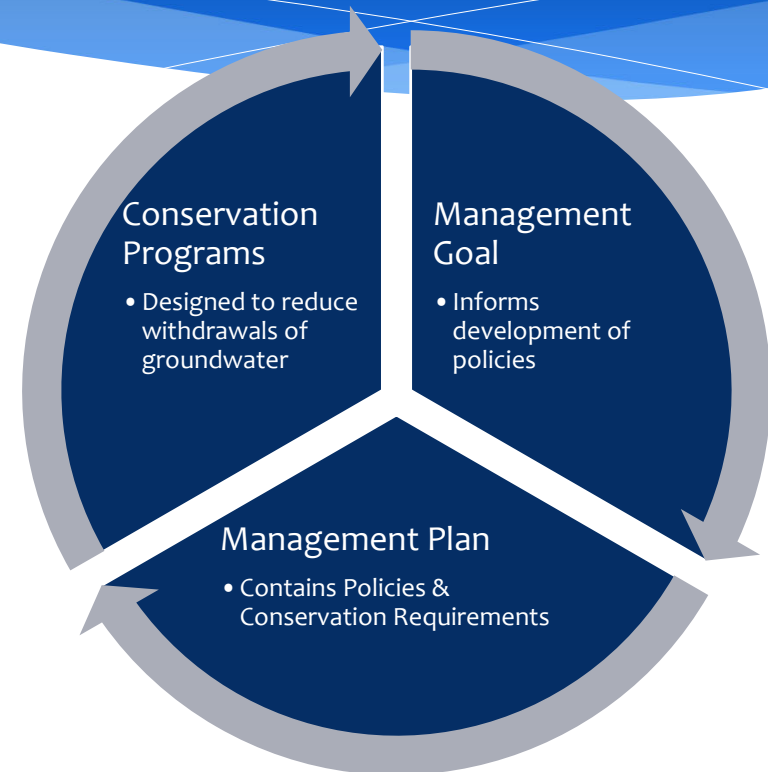 Conservation
Programs
• Designed to reduce
withdrawals of
groundwater
Management
Goal
• Informs
development of
policies
Management Plan
• Contains Policies &
Conservation Requirements